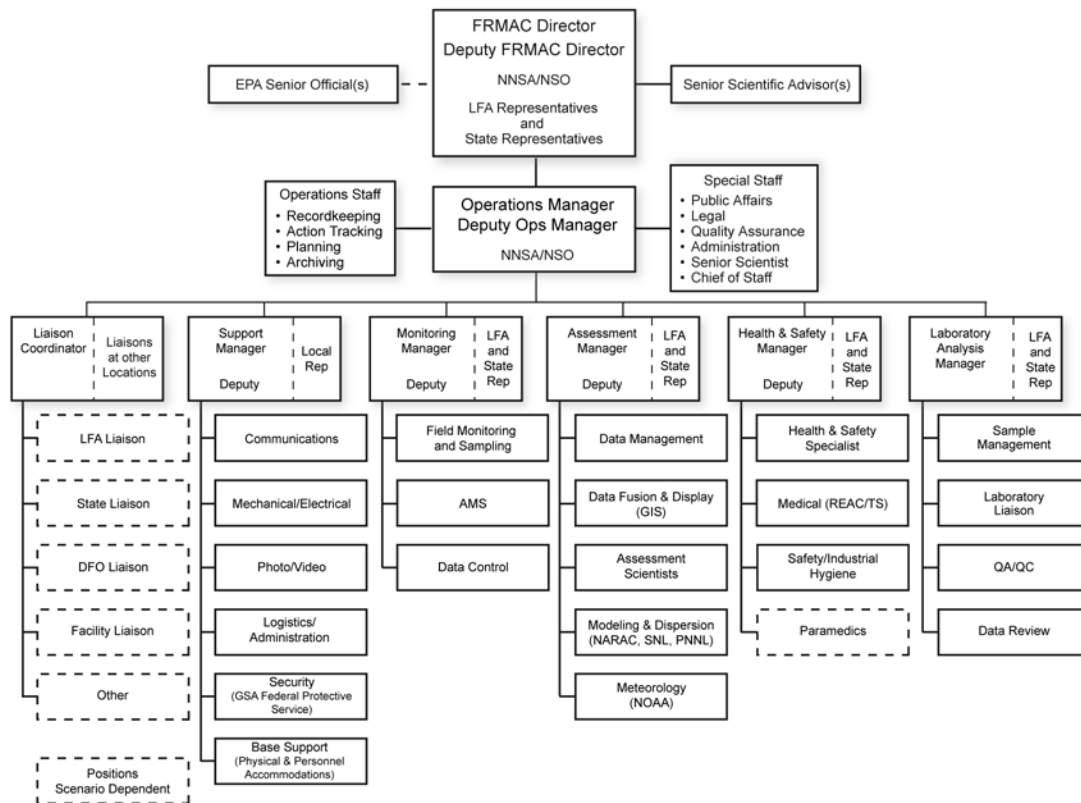 FRMAC Director
Deputy FRMAC Director
NNSA/NSO
LFA Representatives
and
State Representatives
EPA Senior Official(s)
Senior Scientific Advisor(s)
Operations Staff
• Recordkeeping
• Action Tracking
• Planning
• Archiving
Operations Manager
Deputy Ops Manager
NNSA/NSO
Special Staff
• Public Affairs
• Legal
• Quality Assurance
• Administration
• Senior Scientist
• Chief of Staff
Liaison
Coordinator
Liaisons
at other
Locations
LFA Liaison
State Liaison
DFO Liaison
Facility Liaison
Other
Positions
Scenario Dependent
Support
Manager
Deputy
Local
Rep
Communications
Mechanical/Electrical
Photo/Video
Logistics/
Administration
Security
(GSA Federal Protective
Service)
Base Support
(Physical & Personnel
Accommodations)
Monitoring
Manager
Deputy
LFA
and
State
Rep
Field Monitoring
and Sampling
AMS
Data Control
Assessment
Manager
Deputy
LFA
and
State
Rep
Data Management
Data Fusion & Display
(GIS)
Assessment
Scientists
Modeling & Dispersion
(NARAC, SNL, PNNL)
Meteorology
(NOAA)
Health & Safety
Manager
Deputy
LFA
and
State
Rep
Health & Safety
Specialist
Medical (REAC/TS)
Safety/Industrial
Hygiene
Paramedics
Laboratory
Analysis
Manager
LFA
and
State
Rep
Sample
Management
Laboratory
Liaison
QA/QC
Data Review